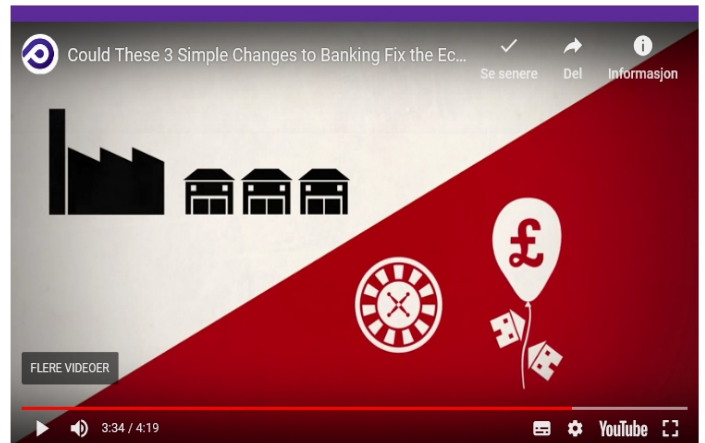 Could These 3 Simple Changes to Banking Fix the Ec...
Se senere Del Informasjon
£
FLERE VIDEOER
3:34 / 4:19 YouTube